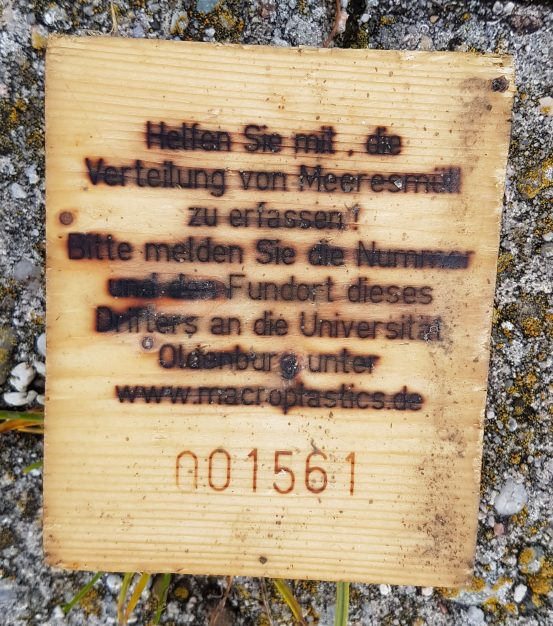 Helfen Sie mit, die
Verteilung von Meeresmüll
zu erfassen!
Bitte melden Sie die Nummer
und den Fundort dieses
Drifters an die Universität
Oldenburg unter
www.macroplastics.de
A01561